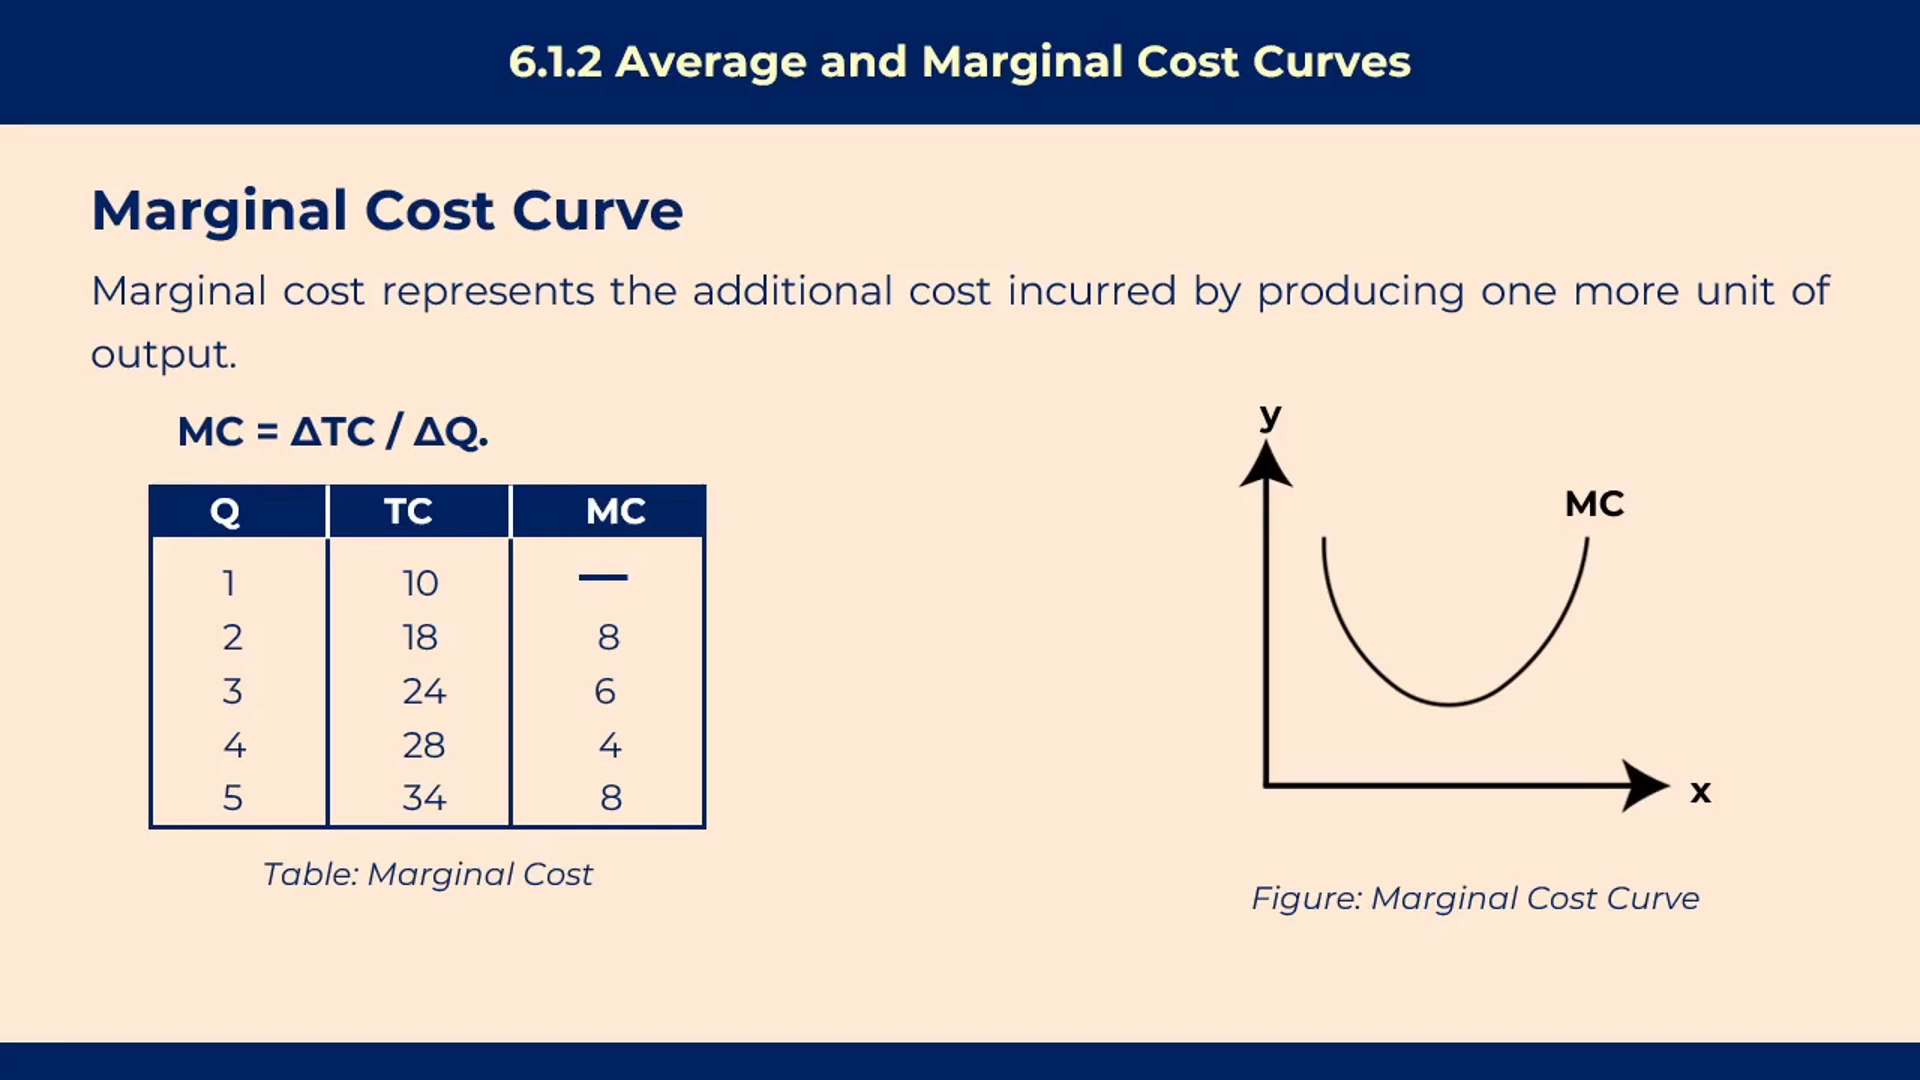 6.1.2 Average and Marginal Cost Curves
Marginal Cost Curve
Marginal cost represents the additional cost incurred by producing one more unit of
output.
MC = ΔTC / ΔQ.
Q TC MC
1 10 —
2 18 8
3 24 6
4 28 4
5 34 8
Table: Marginal Cost
y
MC
x
Figure: Marginal Cost Curve